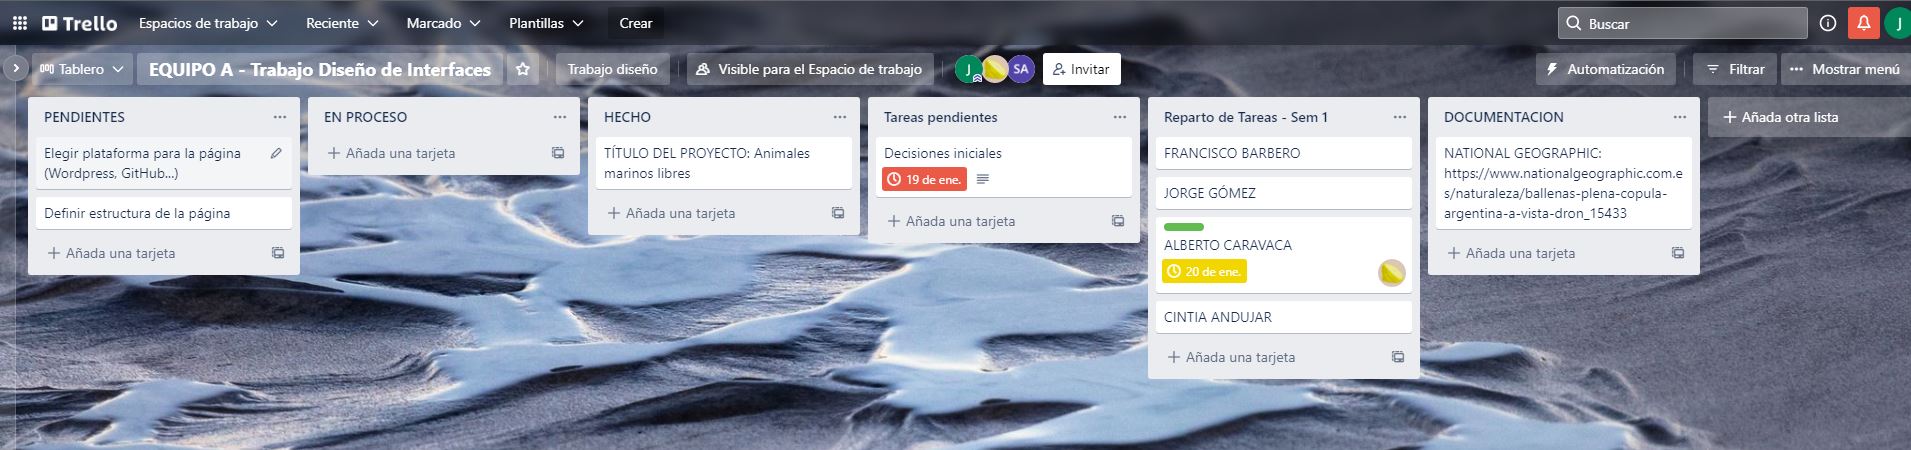 Trello
Espacios de trabajo
Reciente
Marcado
Plantillas
Crear
Buscar
J
Tablero
EQUIPO A - Trabajo Diseño de Interfaces
Trabajo diseño
Visible para el Espacio de trabajo
J
SA
Invitar
Automatización
Filtrar
Mostrar menú
PENDIENTES
Elegir plataforma para la página
(Wordpress, GitHub...)
Definir estructura de la página
Añada una tarjeta
EN PROCESO
Añada una tarjeta
HECHO
TÍTULO DEL PROYECTO: Animales
marinos libres
Añada una tarjeta
Tareas pendientes
Decisiones iniciales
19 de ene.
Añada una tarjeta
Reparto de Tareas - Sem 1
FRANCISCO BARBERO
JORGE GÓMEZ
ALBERTO CARAVACA
20 de ene.
CINTIA ANDUJAR
Añada una tarjeta
DOCUMENTACION
NATIONAL GEOGRAPHIC:
https://www.nationalgeographic.com.e
s/naturaleza/ballenas-plena-copula-
argentina-a-vista-dron_15433
Añada una tarjeta
Añada otra lista